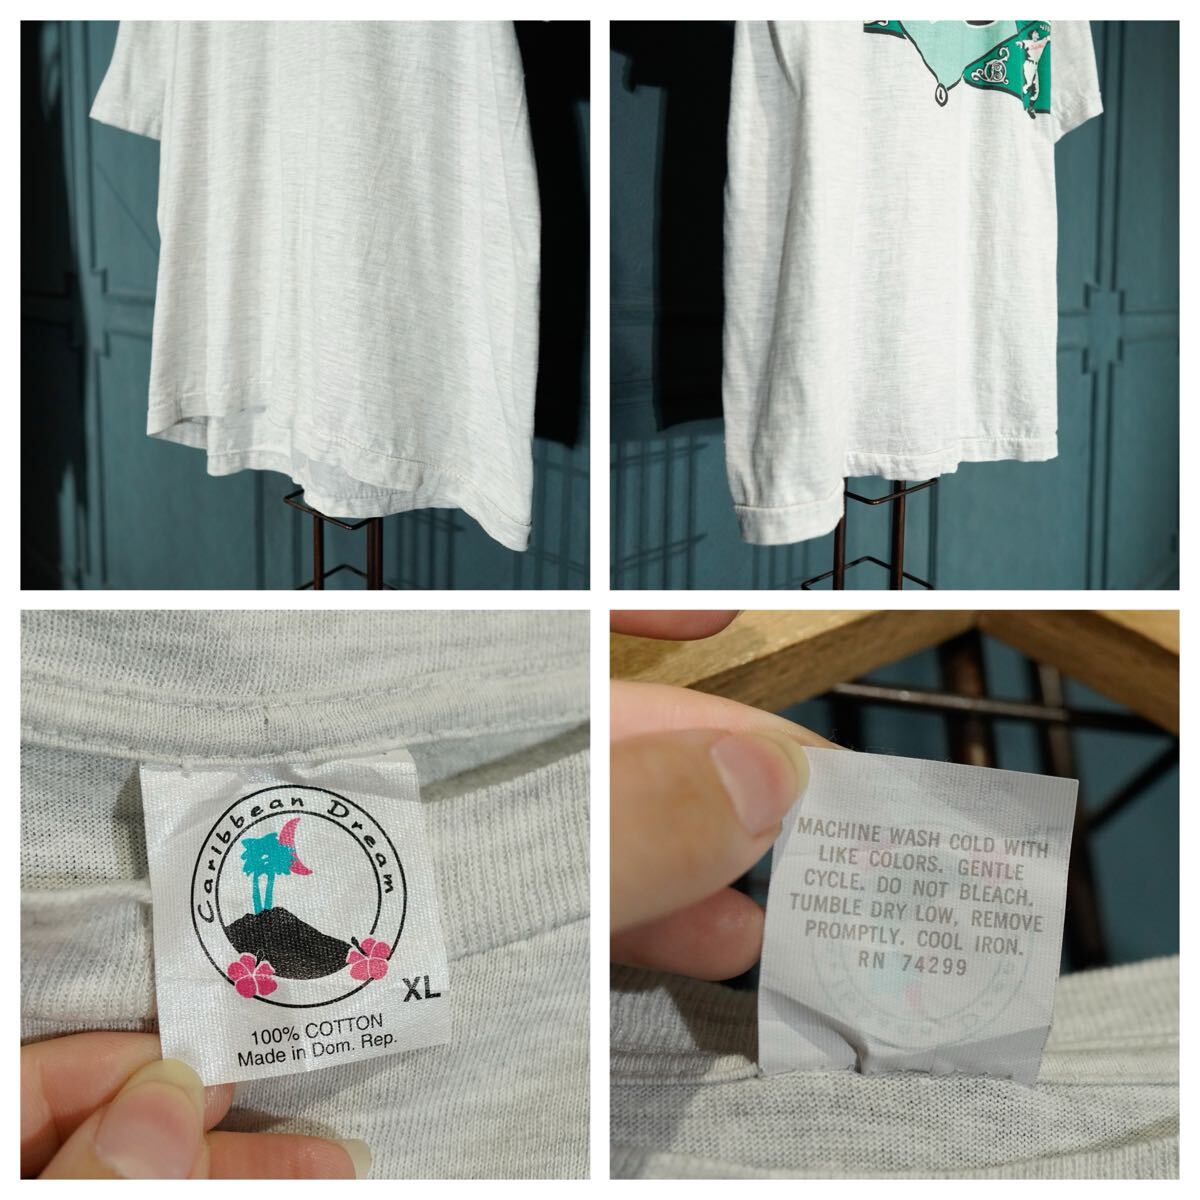 Caribbean Dream
XL
100% COTTON
Made in Dom. Rep.
MACHINE WASH COLD WITH
LIKE COLORS. GENTLE
CYCLE. DO NOT BLEACH.
TUMBLE DRY LOW, REMOVE
PROMPTLY. COOL IRON.
RN 74299